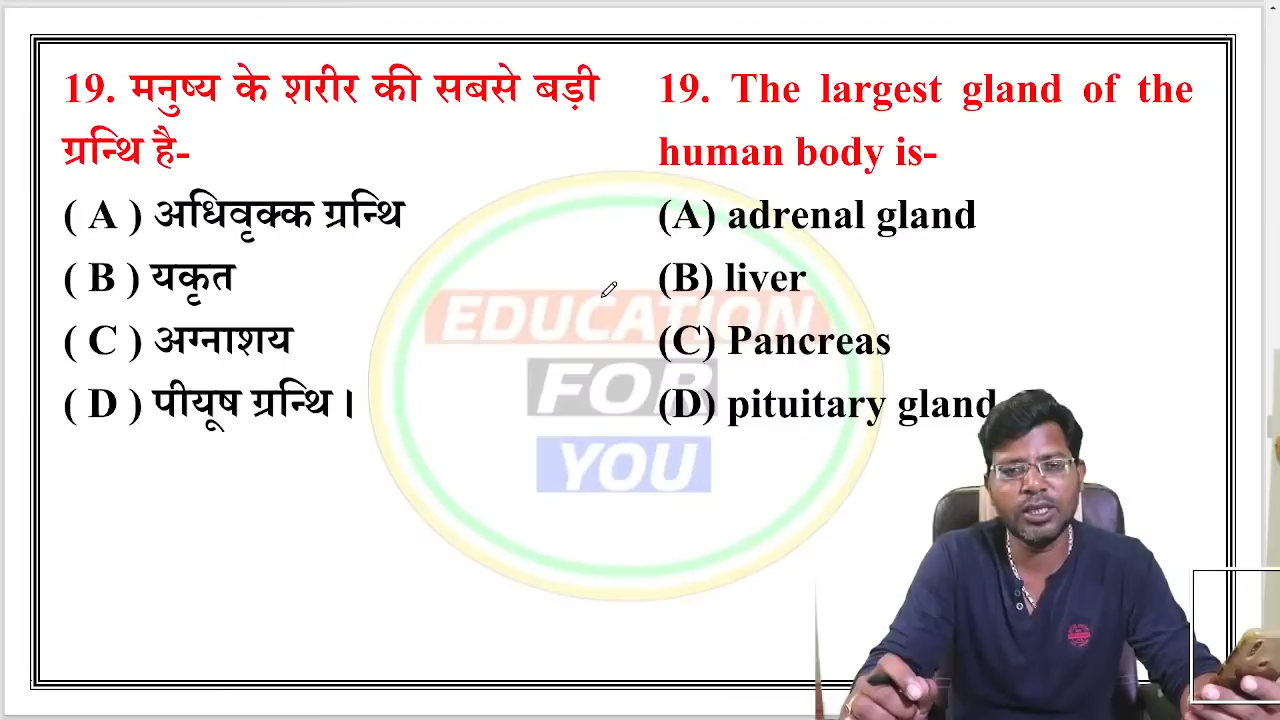 19. मनुष्य के शरीर की सबसे बड़ी
ग्रन्थि है-
( A ) अधिवृक्क ग्रन्थि
( B ) यकृत
( C ) अग्नाशय
( D ) पीयूष ग्रन्थि ।
19. The largest gland of the
human body is-
(A) adrenal gland
(B) liver
(C) Pancreas
(D) pituitary gland
EDUCATION
FOR
YOU